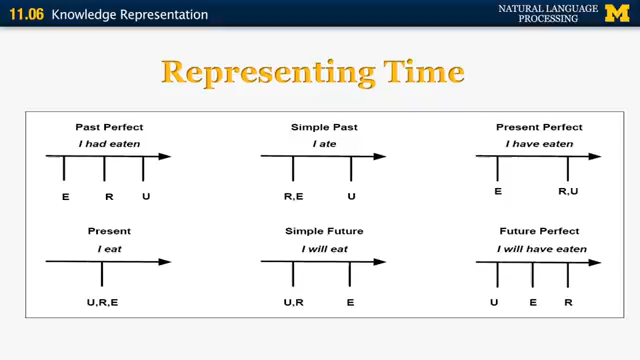 11.06 Knowledge Representation
NATURAL LANGUAGE
PROCESSING
M
Representing Time
Past Perfect
I had eaten
E R U
Simple Past
I ate
R,E U
Present Perfect
I have eaten
E R,U
Present
I eat
U,R,E
Simple Future
I will eat
U,R E
Future Perfect
I will have eaten
U E R